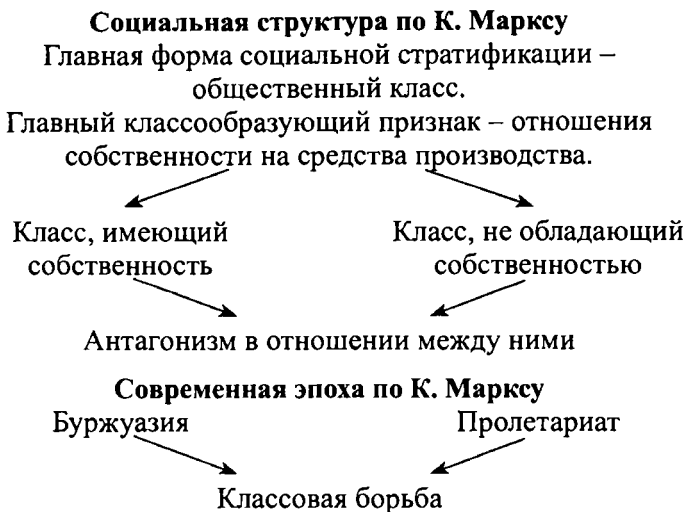 Социальная структура по К. Марксу
Главная форма социальной стратификации –
общественный класс.
Главный классообразующий признак – отношения
собственности на средства производства.
Класс, имеющий
собственность
Класс, не обладающий
собственностью
Антагонизм в отношении между ними
Современная эпоха по К. Марксу
Буржуазия
Пролетариат
Классовая борьба